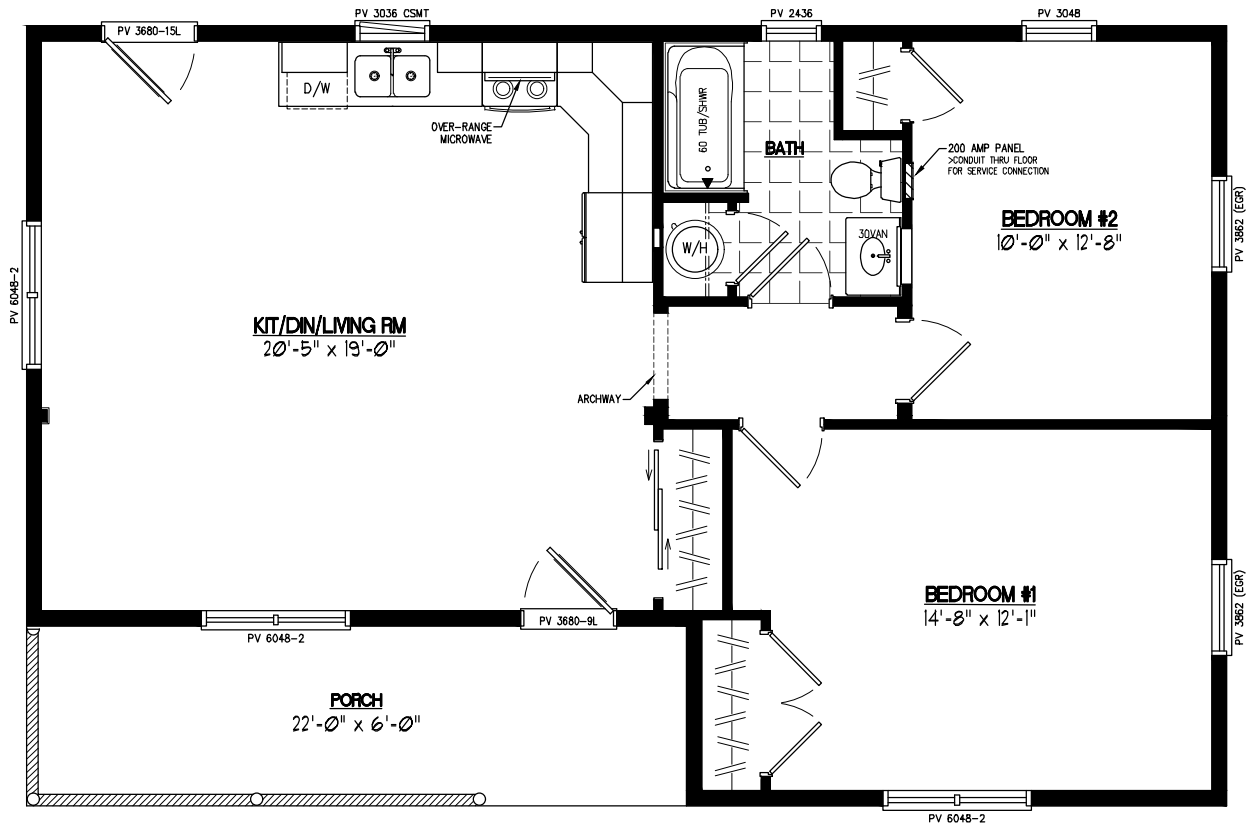 PV 3680-15L
PV 3036 CSMT
PV 2436
PV 3048
D/W
OVER-RANGE
MICROWAVE
60 TUB/SHWR
BATH
200 AMP PANEL
>CONDUIT THRU FLOOR
FOR SERVICE CONNECTION
BEDROOM #2
10'-0" x 12'-8"
PV 3862 (EGR)
30VAN
W/H
PV 6048-2
KIT/DIN/LIVING RM
20'-5" x 19'-0"
ARCHWAY
BEDROOM #1
14'-8" x 12'-1"
PV 3862 (EGR)
PV 6048-2
PV 3680-9L
PORCH
22'-0" x 6'-0"
PV 6048-2